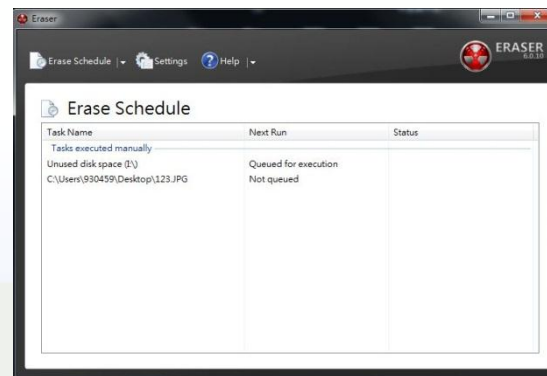 Eraser
Erase Schedule Settings Help
ERASER
6.0.10
Erase Schedule
Task Name Next Run Status
Tasks executed manually
Unused disk space (I:\) Queued for execution
C:\Users\930459\Desktop\123.JPG Not queued